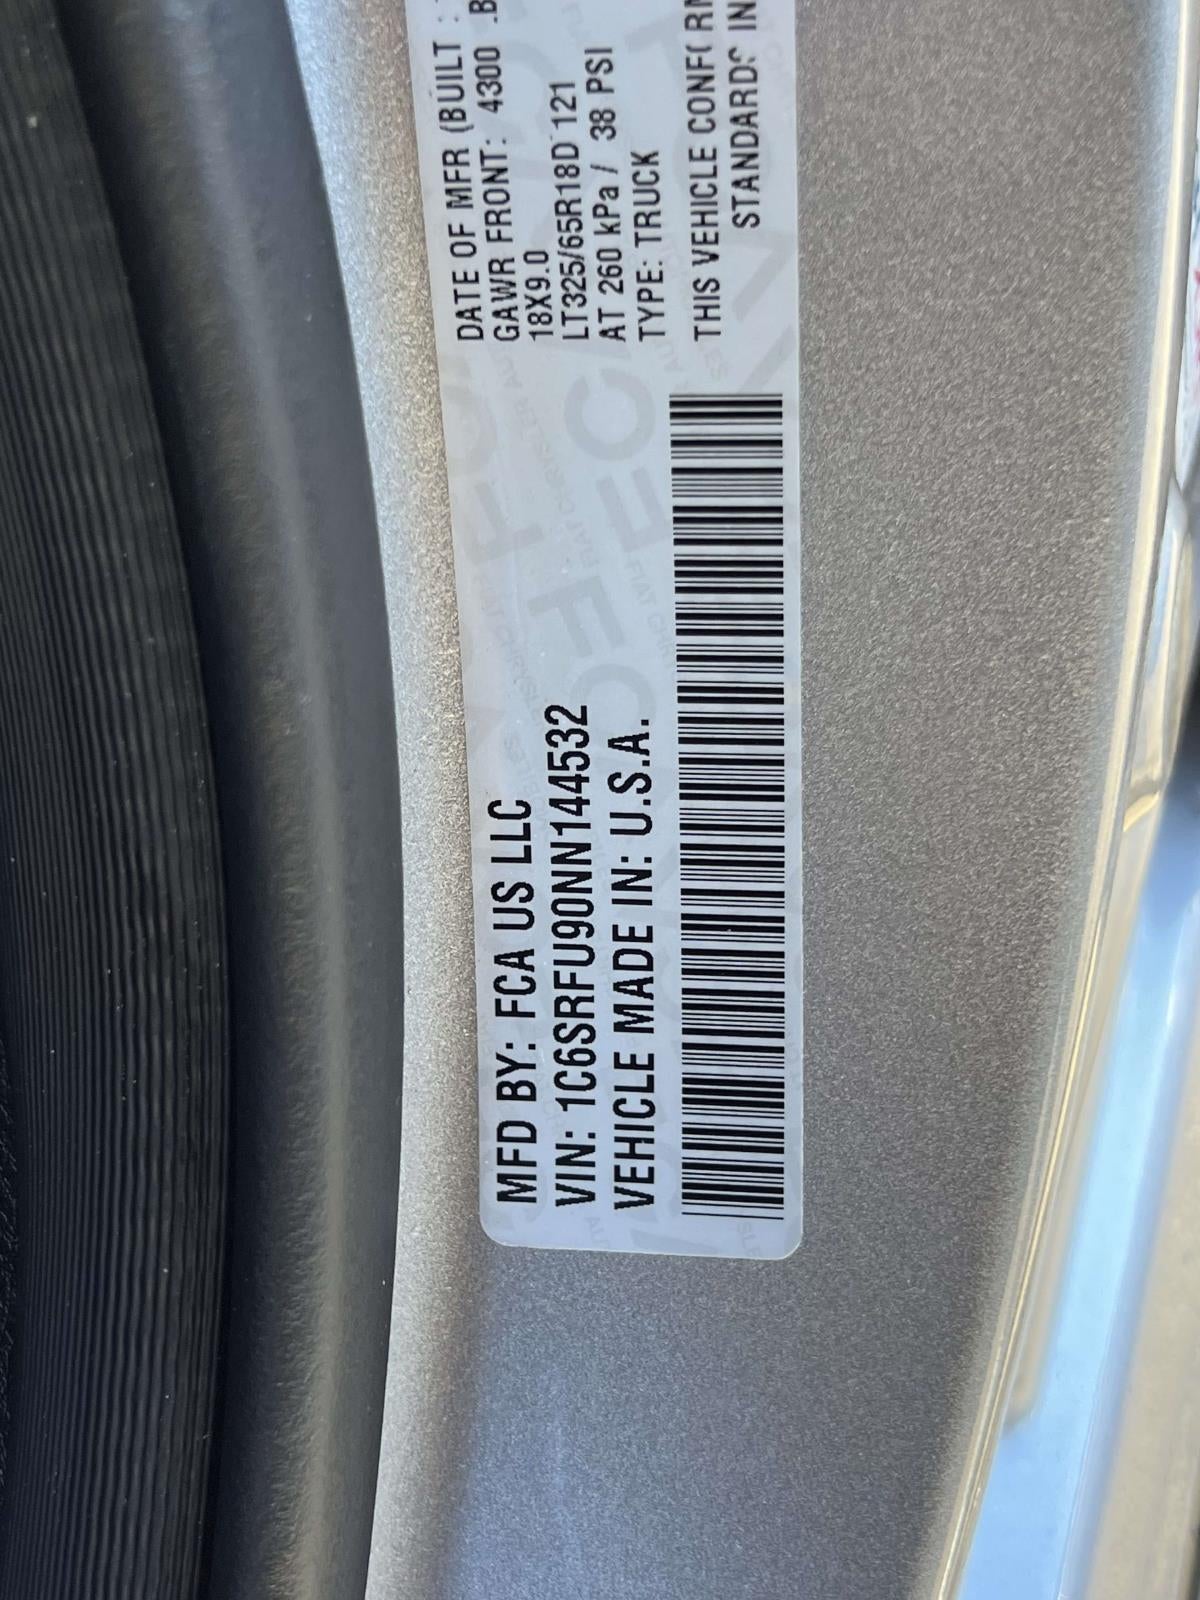 MFD BY: FCA US LLC
VIN: 1C6SRFU90NN144532
VEHICLE MADE IN: U.S.A.
DATE OF MFR (BUILT :
GAWR FRONT: 4300
18X9.0
LT325/65R18D 121
AT 260 kPa / 38 PSI
TYPE: TRUCK
THIS VEHICLE
STANDARDS IN